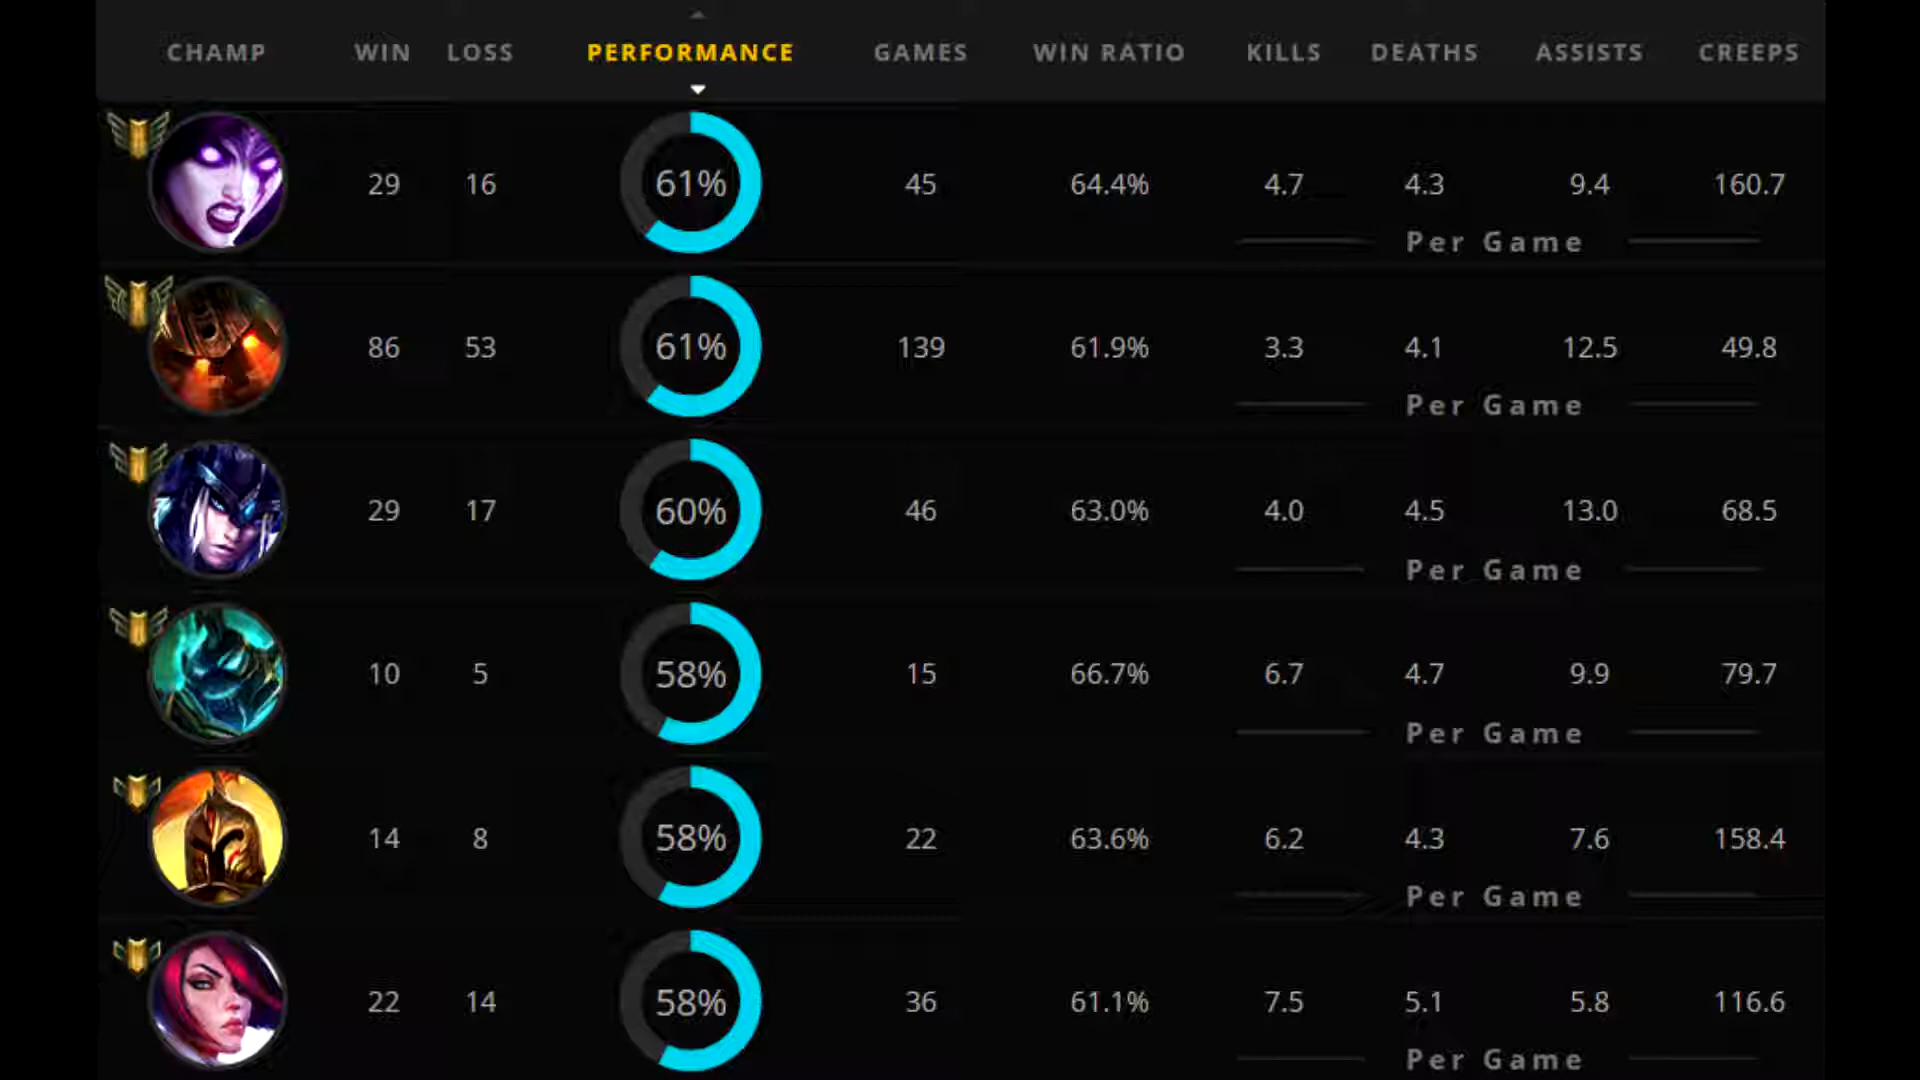 CHAMP WIN LOSS PERFORMANCE GAMES WIN RATIO KILLS DEATHS ASSISTS CREEPS
29 16 61% 45 64.4% 4.7 4.3 9.4 160.7
Per Game
86 53 61% 139 61.9% 3.3 4.1 12.5 49.8
Per Game
29 17 60% 46 63.0% 4.0 4.5 13.0 68.5
Per Game
10 5 58% 15 66.7% 6.7 4.7 9.9 79.7
Per Game
14 8 58% 22 63.6% 6.2 4.3 7.6 158.4
Per Game
22 14 58% 36 61.1% 7.5 5.1 5.8 116.6
Per Game